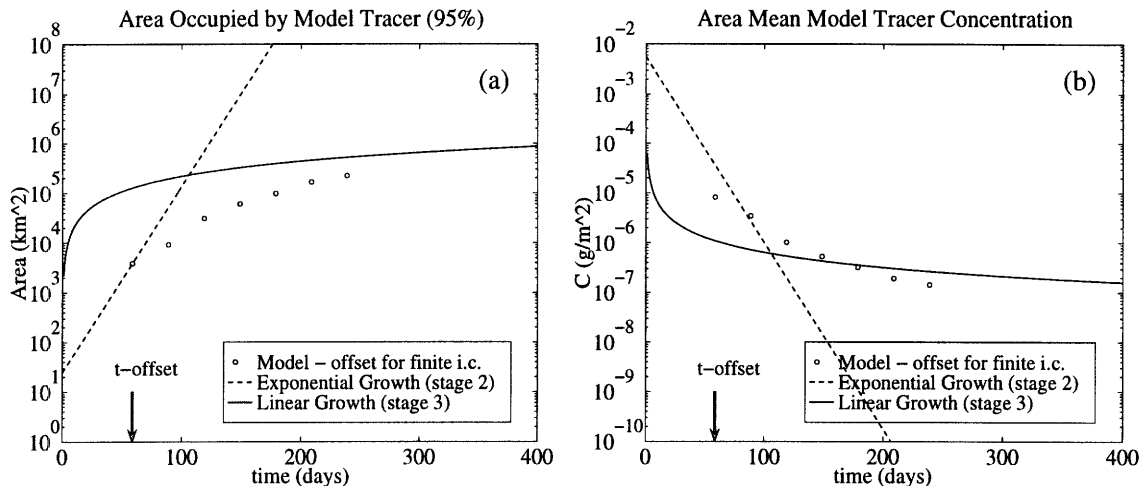 Area Occupied by Model Tracer (95%)
10^8
10^7
10^6
10^5
10^4
10^3
10^2
10^1
10^0
Area (km^2)
(a)
t−offset
Model − offset for finite i.c.
Exponential Growth (stage 2)
Linear Growth (stage 3)
0
100
200
300
400
time (days)
Area Mean Model Tracer Concentration
10^−2
10^−3
10^−4
10^−5
10^−6
10^−7
10^−8
10^−9
10^−10
C (g/m^2)
(b)
t−offset
Model − offset for finite i.c.
Exponential Growth (stage 2)
Linear Growth (stage 3)
0
100
200
300
400
time (days)